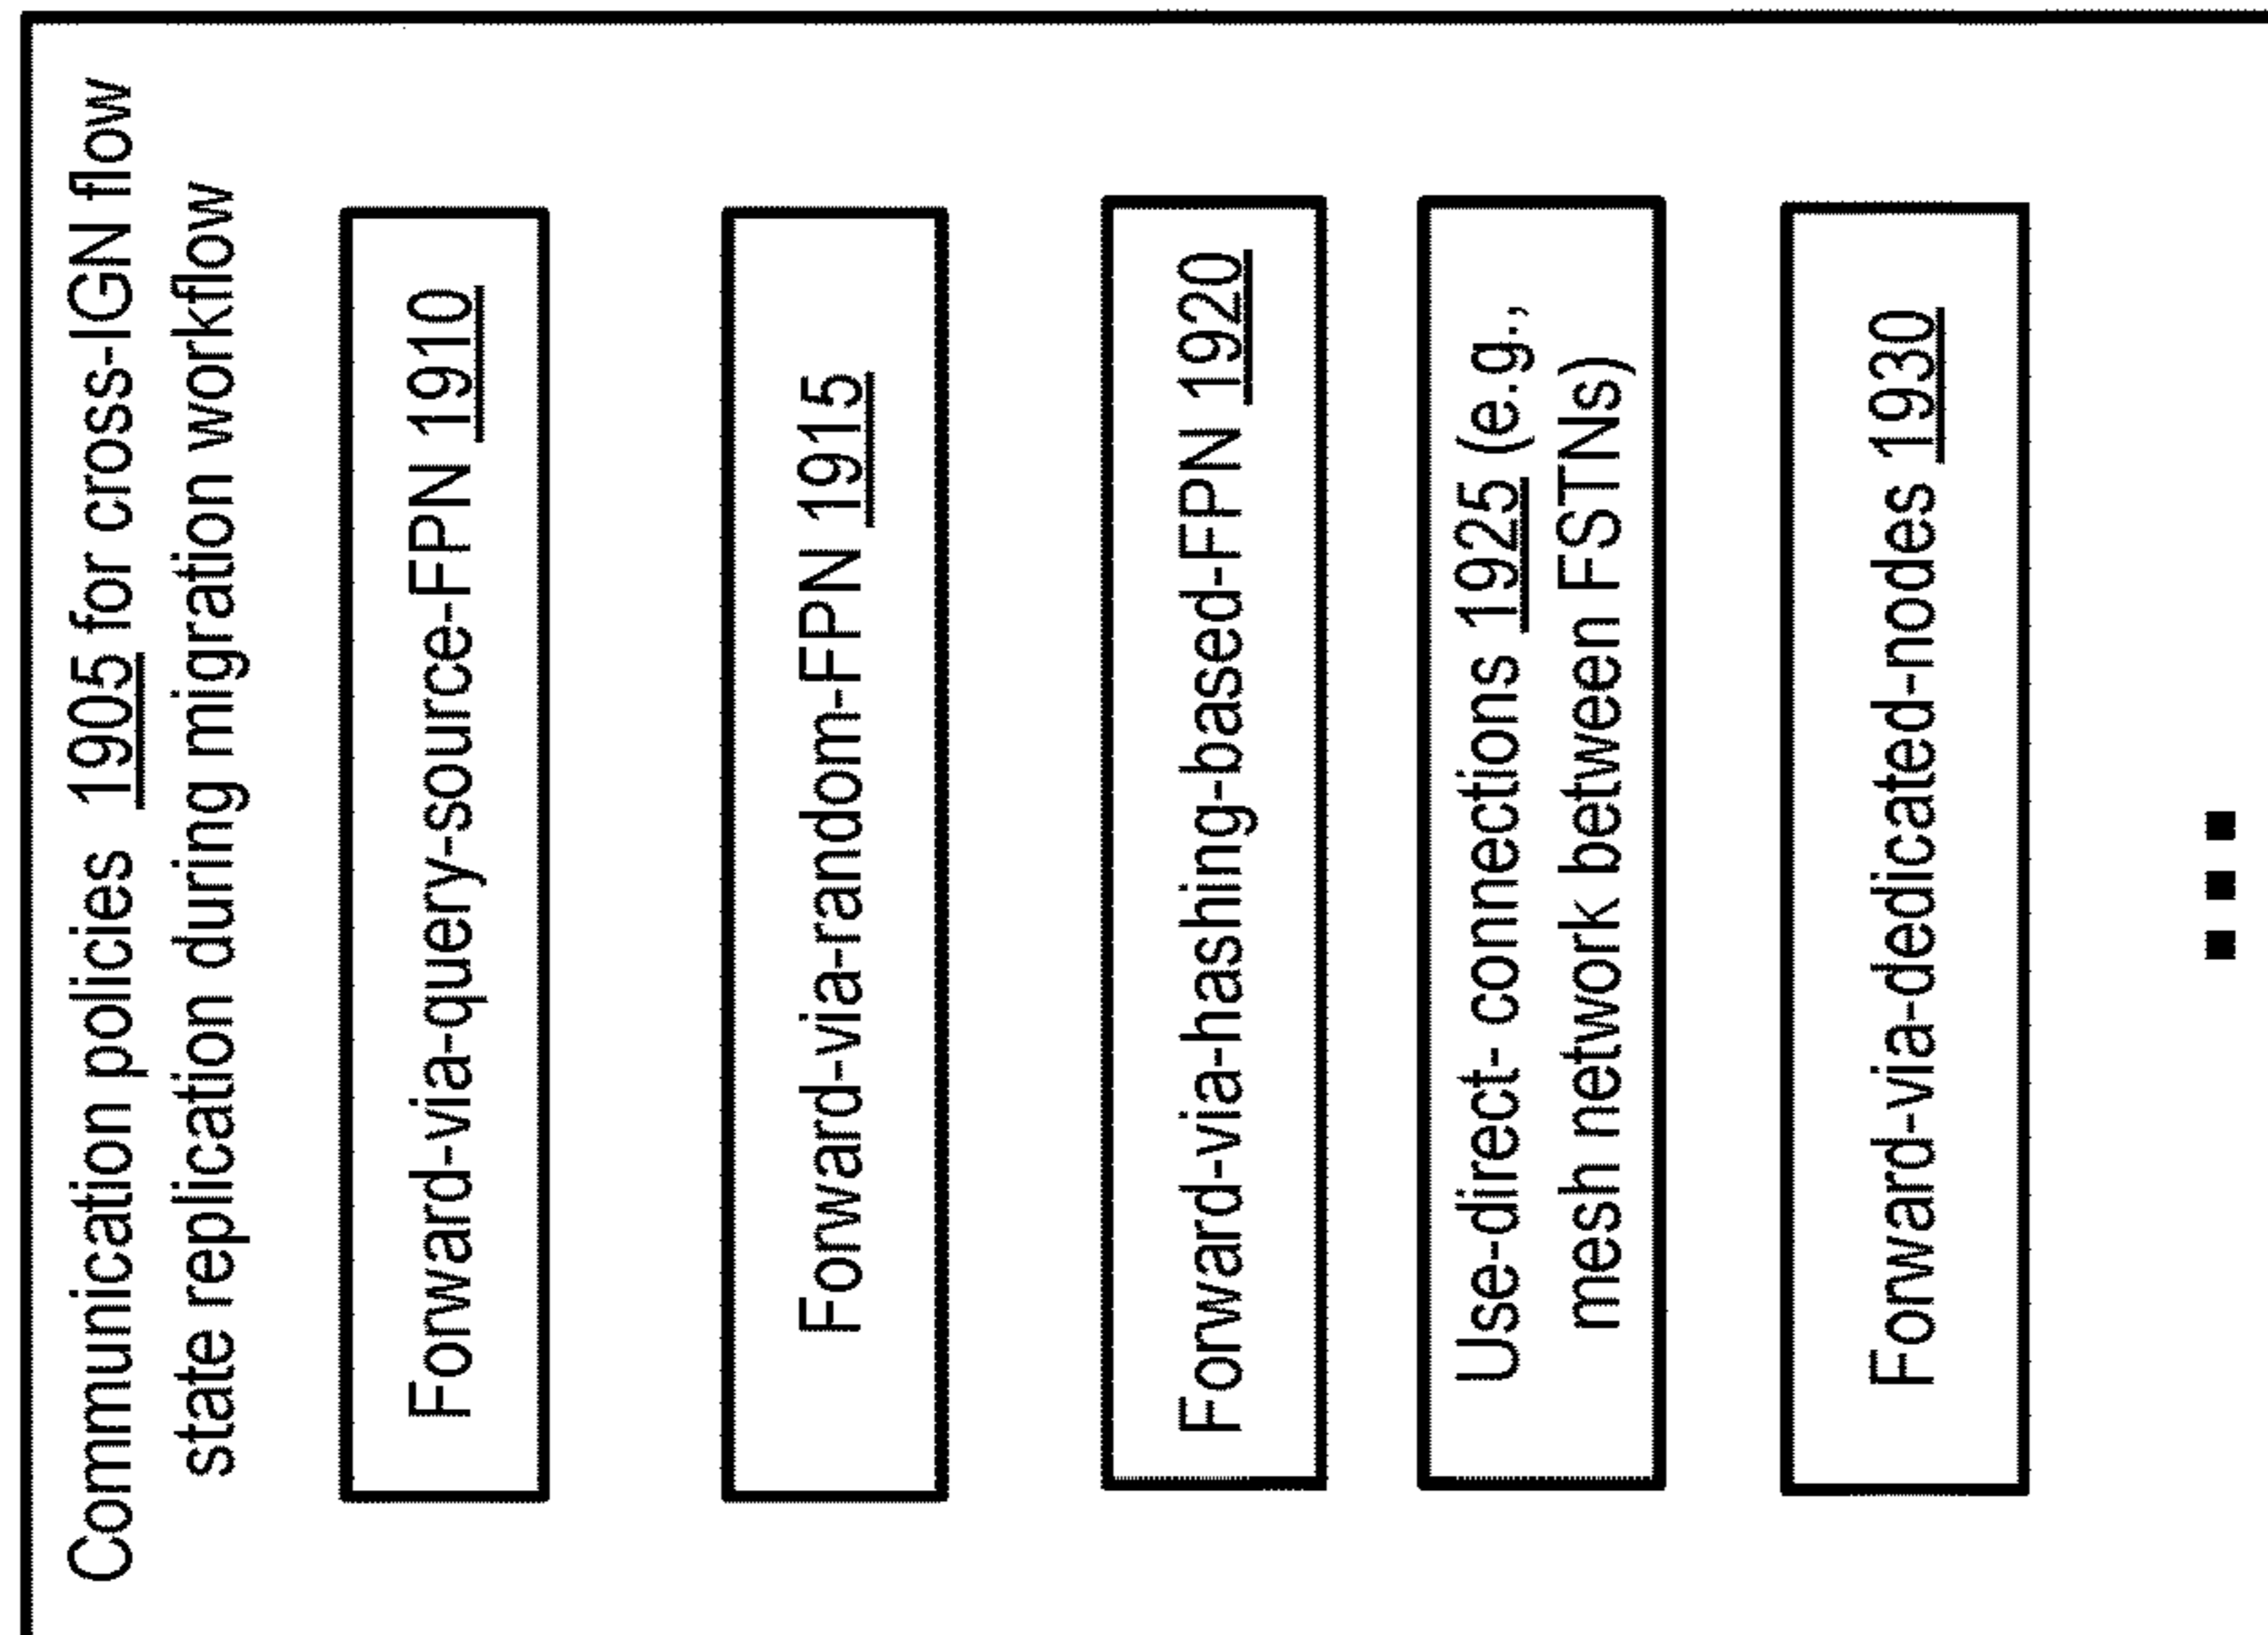 Communication policies 1905 for cross-IGN flow
state replication during migration workflow
Forward-via-query-source-FPN 1910
Forward-via-random-FPN 1915
Forward-via-hashing-based-FPN 1920
Use-direct- connections 1925 (e.g.,
mesh network between FSTNs)
Forward-via-dedicated-nodes 1930